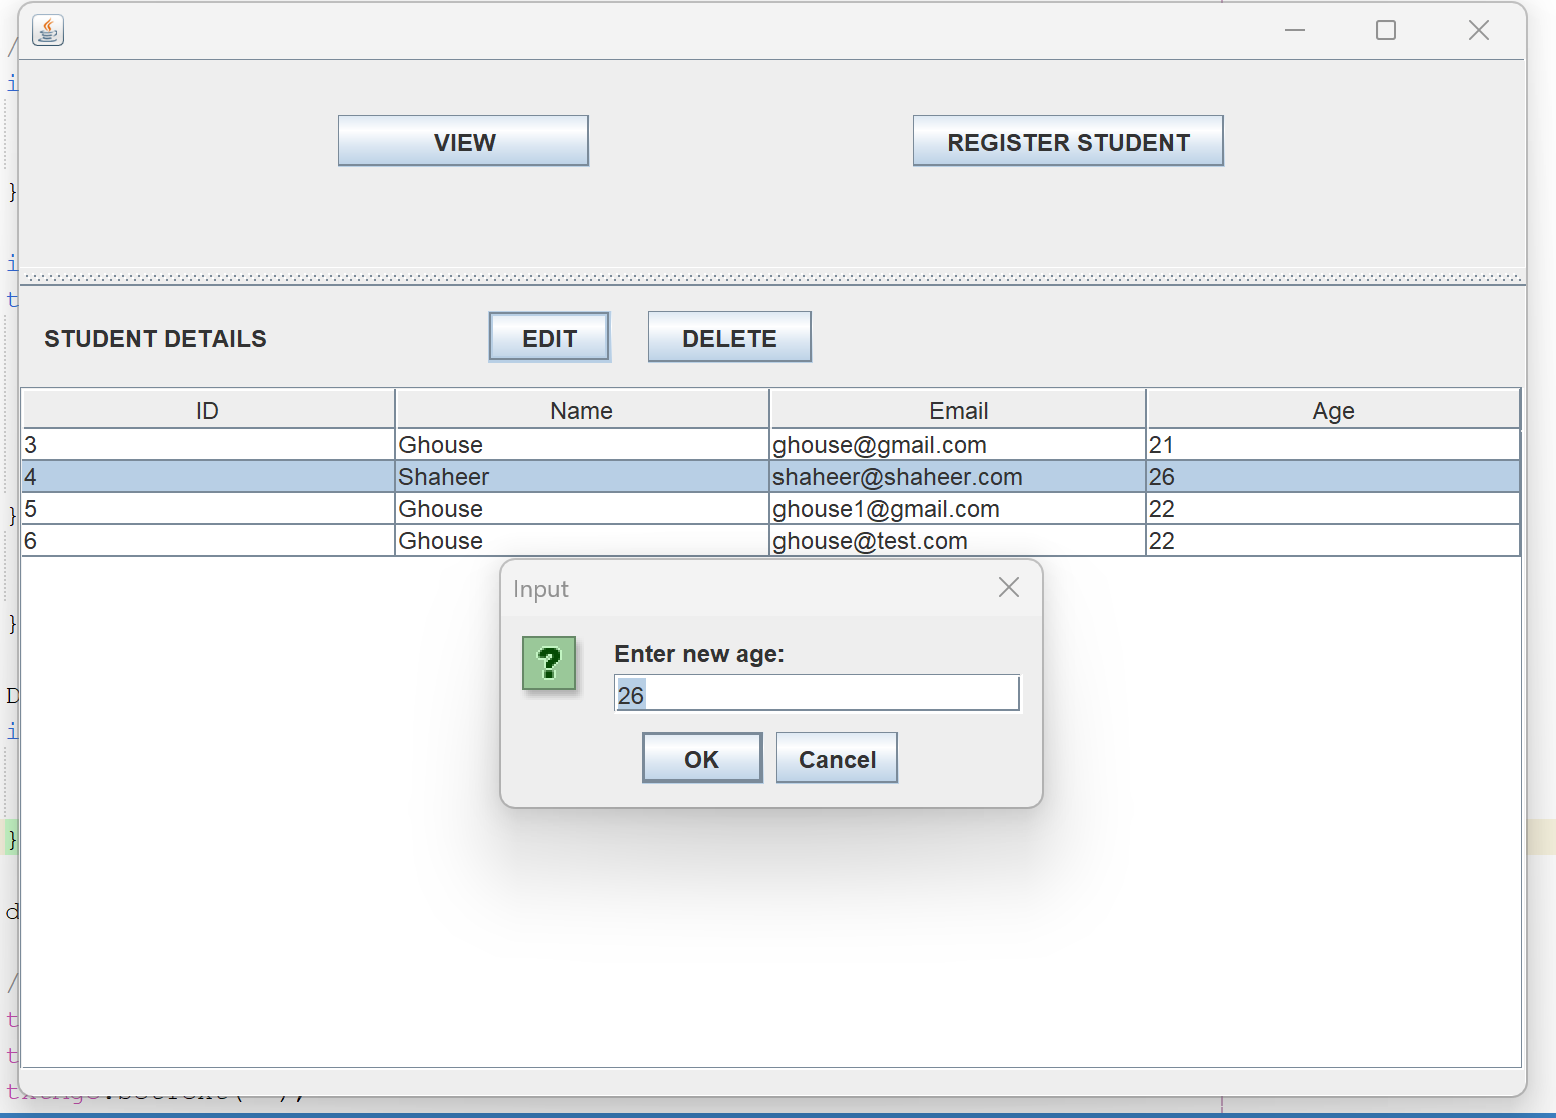 VIEW REGISTER STUDENT
STUDENT DETAILS EDIT DELETE
ID Name Email Age
3 Ghouse ghouse@gmail.com 21
4 Shaheer shaheer@shaheer.com 26
5 Ghouse ghouse1@gmail.com 22
6 Ghouse ghouse@test.com 22
Input
?
Enter new age:
26
OK Cancel